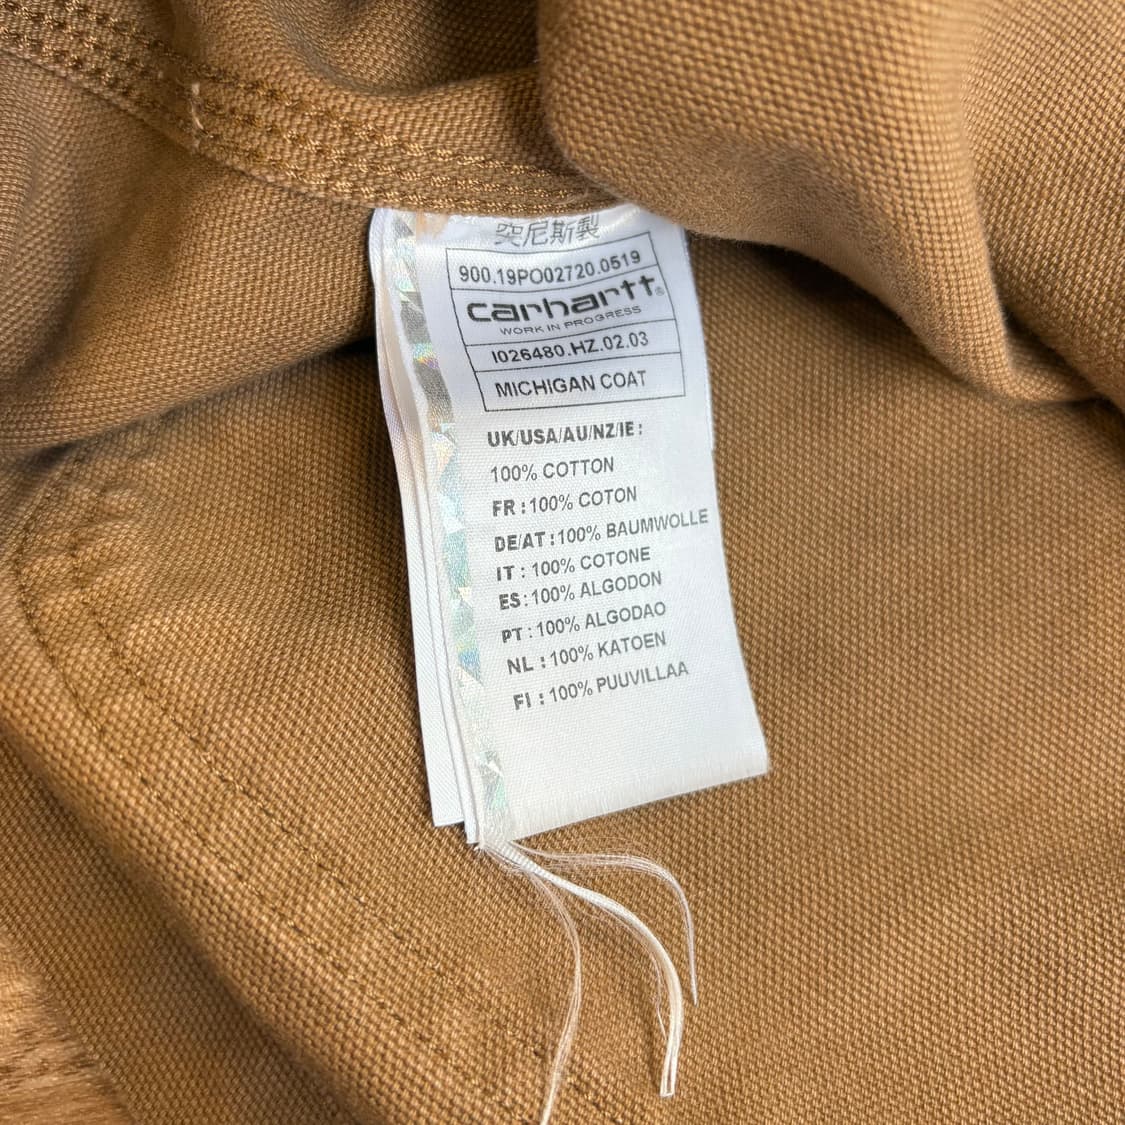 突尼斯製
900.19PO02720.0519
carhartt®
WORK IN PROGRESS
I026480.HZ.02.03
MICHIGAN COAT
UK/USA/AU/NZ/IE :
100% COTTON
FR : 100% COTON
DE/AT : 100% BAUMWOLLE
IT : 100% COTONE
ES : 100% ALGODON
PT : 100% ALGODAO
NL : 100% KATOEN
FI : 100% PUUVILLAA